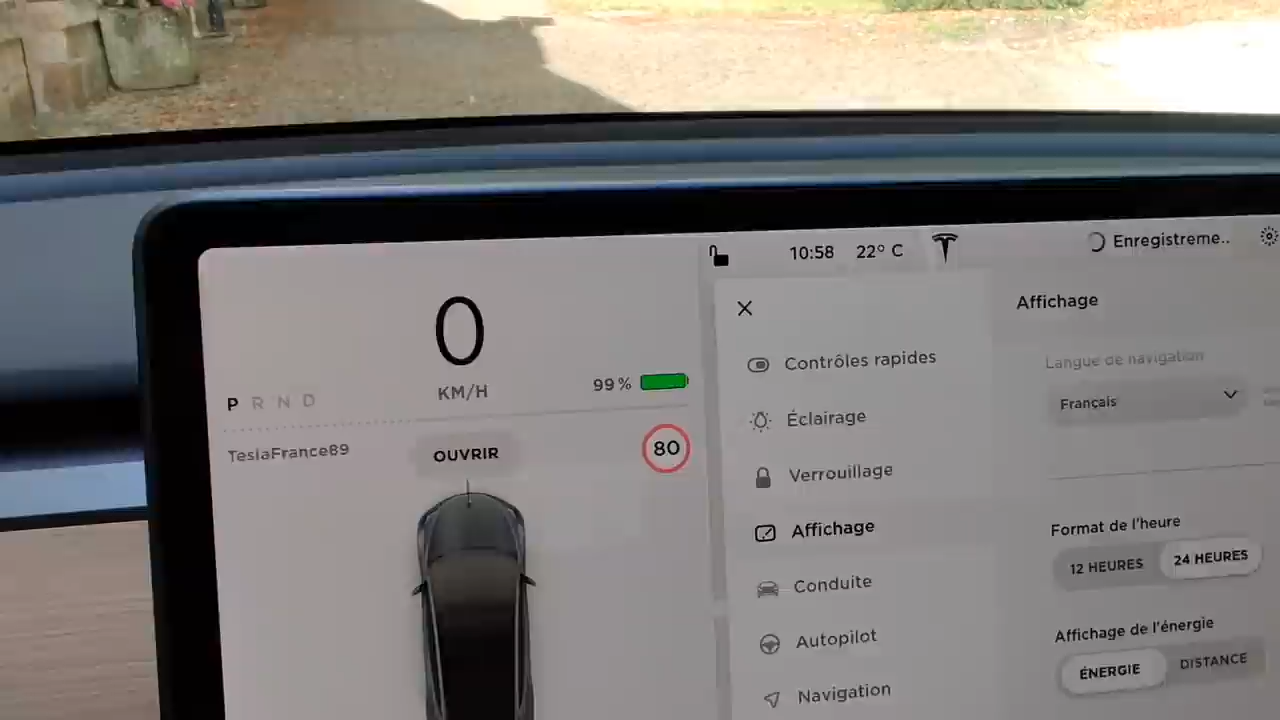 10:58 22° C Enregistreme..
0
KM/H
99 %
P R N D
TeslaFrance89
OUVRIR
80
Contrôles rapides
Éclairage
Verrouillage
Affichage
Conduite
Autopilot
Navigation
Affichage
Langue de navigation
Français
Format de l'heure
12 HEURES 24 HEURES
Affichage de l'énergie
ÉNERGIE DISTANCE